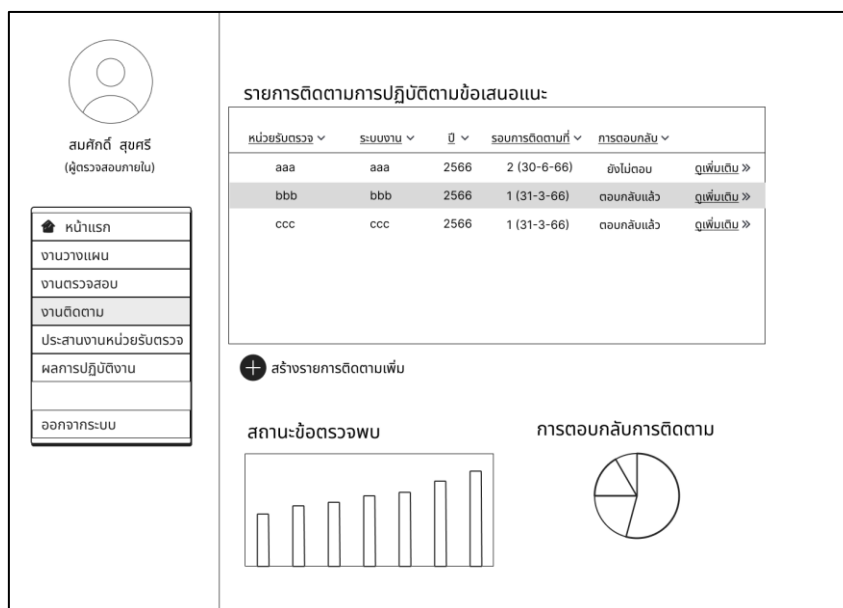 สมศักดิ์ สุขศรี
(ผู้ตรวจสอบภายใน)
หน้าแรก
งานวางแผน
งานตรวจสอบ
งานติดตาม
ประสานงานหน่วยรับตรวจ
ผลการปฏิบัติงาน
ออกจากระบบ
รายการติดตามการปฏิบัติตามข้อเสนอแนะ
หน่วยรับตรวจ ระบบงาน ปี รอบการติดตามที่ การตอบกลับ
aaa aaa 2566 2 (30-6-66) ยังไม่ตอบ ดูเพิ่มเติม »
bbb bbb 2566 1 (31-3-66) ตอบกลับแล้ว ดูเพิ่มเติม »
ccc ccc 2566 1 (31-3-66) ตอบกลับแล้ว ดูเพิ่มเติม »
สร้างรายการติดตามเพิ่ม
สถานะข้อตรวจพบ
การตอบกลับการติดตาม